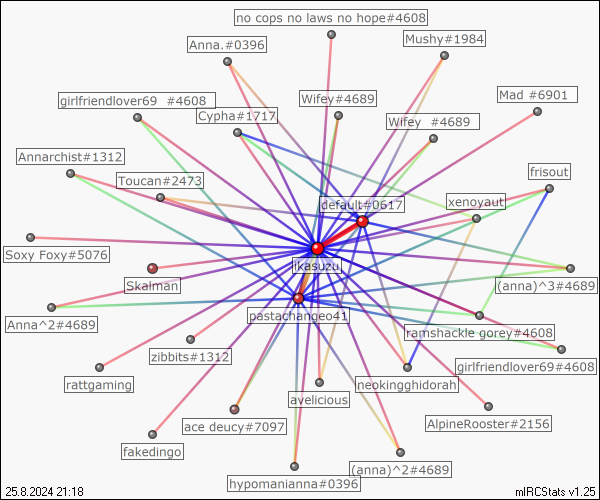 no cops no laws no hope#4608
Anna.#0396
Mushy#1984
girlfriendlover69  #4608
Wifey#4689
Mad #6901
Cypha#1717
Wifey  #4689
Annarchist#1312
frisout
Toucan#2473
default#0617
xenoyaut
Soxy Foxy#5076
ikasuzu
Skalman
(anna)^3#4689
Anna^2#4689
pastachangeo41
ramshackle gorey#4608
zibbits#1312
girlfriendlover69#4608
rattgaming
neokingghidorah
avelicious
ace deucy#7097
AlpineRooster#2156
fakedingo
(anna)^2#4689
hypomanianna#0396
25.8.2024 21:18
mIRCStats v1.25